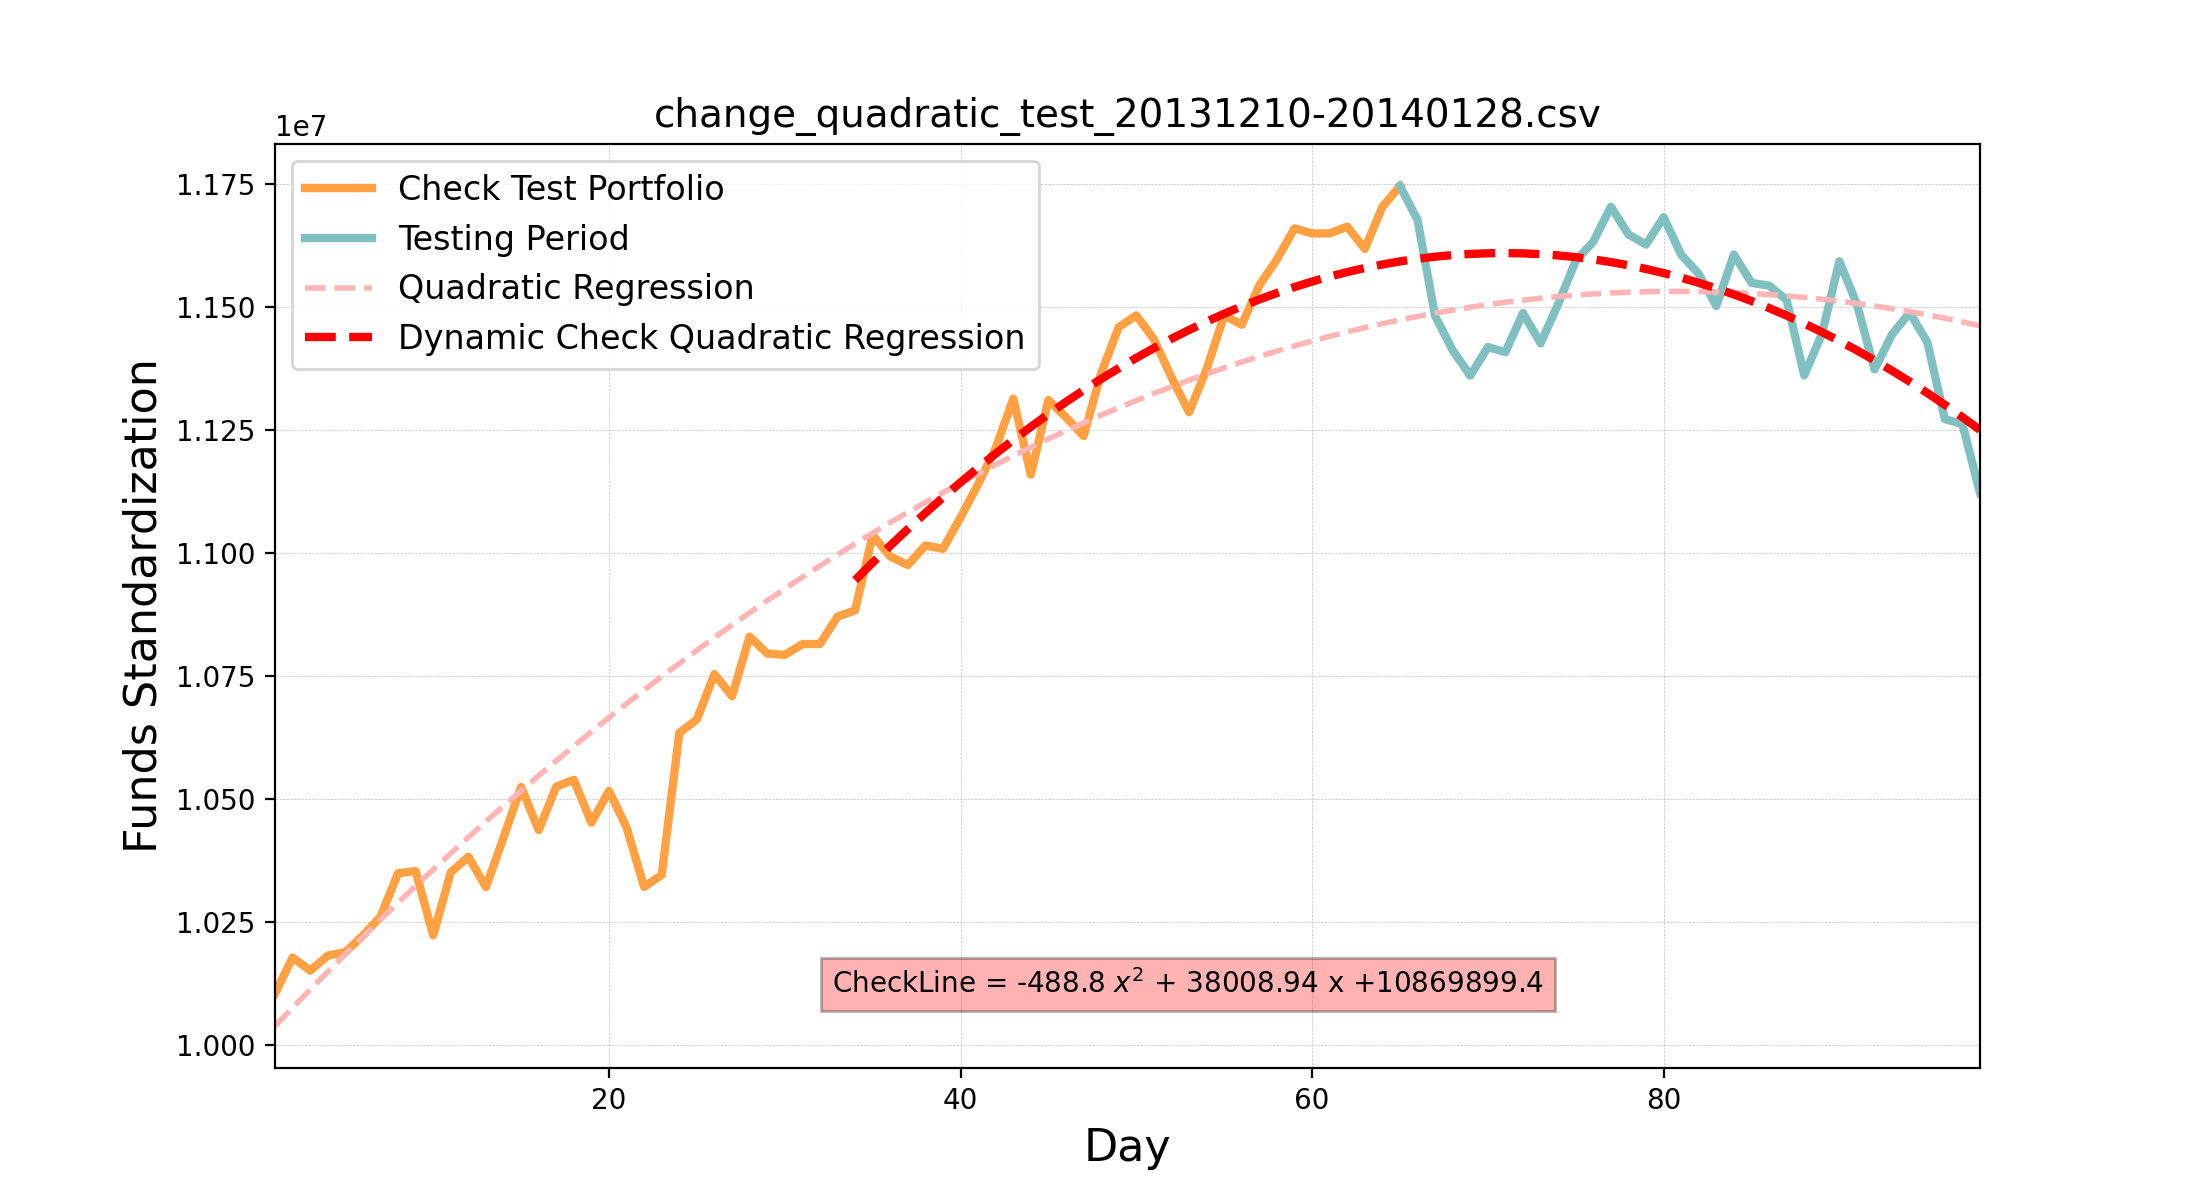 change_quadratic_test_20131210-20140128.csv
1e7
Check Test Portfolio
Testing Period
Quadratic Regression
Dynamic Check Quadratic Regression
1.175
1.150
1.125
1.100
1.075
1.050
1.025
1.000
Funds Standardization
CheckLine = -488.8 x² + 38008.94 x +10869899.4
20 40 60 80
Day